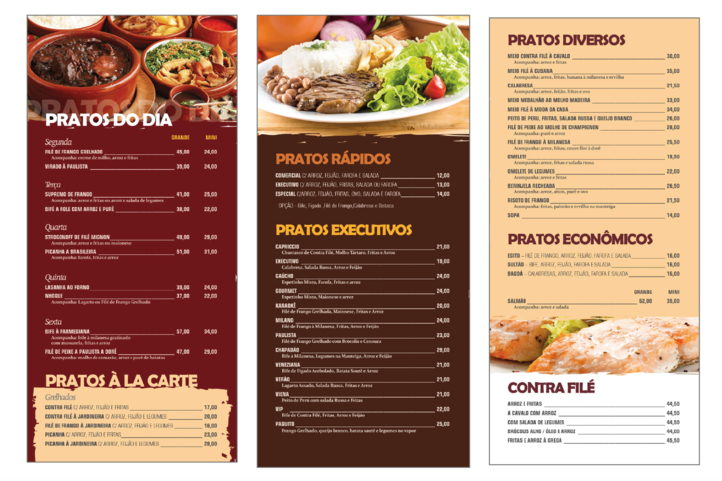 PRATOS DO DIA
GRANDE MINI
Segunda
FILÉ DE FRANGO GRELHADO 49,00 24,00
Acompanha: creme de milho, arroz e fritas
VIRADO À PAULISTA 39,00 24,00
Terça
SUPREMO DE FRANGO 41,00 25,00
Acompanha: arroz e fritas ou arroz e salada de legumes
BIFE À ROLE COM ARROZ E PURÊ 38,00 22,00
Quarta
STROGONOFF DE FILÉ MIGNON 49,00 29,00
Acompanha: arroz e fritas ou maionese
PICANHA A BRASILEIRA 51,00 31,00
Acompanha: farofa, fritas e arroz
Quinta
LASANHA AO FORNO 38,00 24,00
NHOQUE 37,00 22,00
Acompanha: Lagarto ou Filé de Frango Grelhado
Sexta
BIFE À PARMEGIANA 57,00 34,00
Acompanha: bife à milanesa gratinado
com mussarela, fritas e arroz
FILÉ DE PEIXE A PAULISTA A DORÊ 47,00 29,00
Acompanha: molho de camarão, arroz e purê de batatas
PRATOS À LA CARTE
Grelhados
CONTRA FILÉ C/ ARROZ, FEIJÃO E FRITAS 17,00
CONTRA FILÉ À JARDINEIRA C/ ARROZ, FEIJÃO E LEGUMES 20,00
FILÉ DE FRANGO À JARDINEIRA C/ ARROZ, FEIJÃO E LEGUMES 16,00
PICANHA C/ ARROZ, FEIJÃO E FRITAS 23,00
PICANHA À JARDINEIRA C/ ARROZ, FEIJÃO E LEGUMES 28,00
PRATOS RÁPIDOS
COMERCIAL C/ ARROZ, FEIJÃO, FAROFA E SALADA 12,00
EXECUTIVO C/ ARROZ, FEIJÃO, FRITAS, SALADA OU FAROFA 13,00
ESPECIAL C/ARROZ, FEIJÃO, FRITAS, OVO, SALADA E FAROFA 14,00
OPÇÃO - Bife, Fígado, Filé de Frango,Calabresa e Bisteca
PRATOS EXECUTIVOS
CAPRICCIO 21,00
Churrasco de Contra Filé, Molho Tártaro, Fritas e Arroz
EXECUTIVO 19,00
Calabresa, Salada Russa, Arroz e Feijão
GAÚCHO 24,00
Espetinho Misto, Farofa, Fritas e Arroz
GOURMET 24,00
Espetinho Misto, Maionese e arroz
KARAOKÊ 20,00
Filé de Frango Grelhado, Maionese, Fritas e Arroz
MILANO 24,00
Filé de Frango à Milanesa, Fritas, Arroz e Feijão
PAULISTA 23,00
Filé de Frango Grelhado com Brócolis e Cenoura
CHAPADÃO 29,00
Bife a Milanesa, Legumes na Manteiga, Arroz e Feijão
VENEZIANA 21,00
Bife de Fígado Acebolado, Batata Sauté e Arroz
VERÃO 21,00
Lagarto Assado, Salada Russa, Fritas e Arroz
VIENA 21,00
Peito de Peru com salada Russa e Fritas
VIP 22,00
Bife de Contra Filé, Fritas, Arroz e Feijão
PAQUITO 25,00
Frango Grelhado, queijo branco, batata sauté e legumes no vapor
PRATOS DIVERSOS
MEIO CONTRA FILÉ À CAVALO 30,00
Acompanha: arroz e fritas
MEIO FILÉ À CUBANA 35,00
Acompanha: arroz, fritas, banana à milanesa e ervilha
CALABRESA 21,50
Acompanha: arroz, feijão, fritas e ovo
MEIO MEDALHÃO AO MOLHO MADEIRA 33,00
MEIO FILÉ À MODA DA CASA 34,00
PEITO DE PERU, FRITAS, SALADA RUSSA E QUEIJO BRANCO 26,00
FILÉ DE PEIXE AO MOLHO DE CHAMPIGNON 28,00
Acompanha: purê e arroz
FILÉ DE FRANGO À MILANESA 25,50
Acompanha: arroz, fritas, couve flor à dorê
OMELETE 18,50
Acompanha: arroz, fritas e salada russa
OMELETE DE LEGUMES 22,00
Acompanha: arroz e fritas
BERINJELA RECHEADA 26,50
Acompanha: arroz, atum, purê e ovo
RISOTO DE FRANGO 21,50
Acompanha: fritas, palmito e ervilha na manteiga
SOPA 14,00
PRATOS ECONÔMICOS
EGITO – FILÉ DE FRANGO, ARROZ, FEIJÃO, FAROFA E SALADA 16,00
SULTÃO - BIFE, ARROZ, FEIJÃO, FAROFA E SALADA 16,00
BAGDÁ - CALABRESAS, ARROZ, FEIJÃO, FAROFA E SALADA 16,00
GRANDE MINI
SALMÃO 62,00 39,00
Acompanha: arroz e salada
CONTRA FILÉ
ARROZ E FRITAS 44,50
A CAVALO COM ARROZ 44,50
COM SALADA DE LEGUMES 44,50
BRÓCOLIS ALHO / ÓLEO E ARROZ 44,00
FRITAS E ARROZ À GREGA 45,50